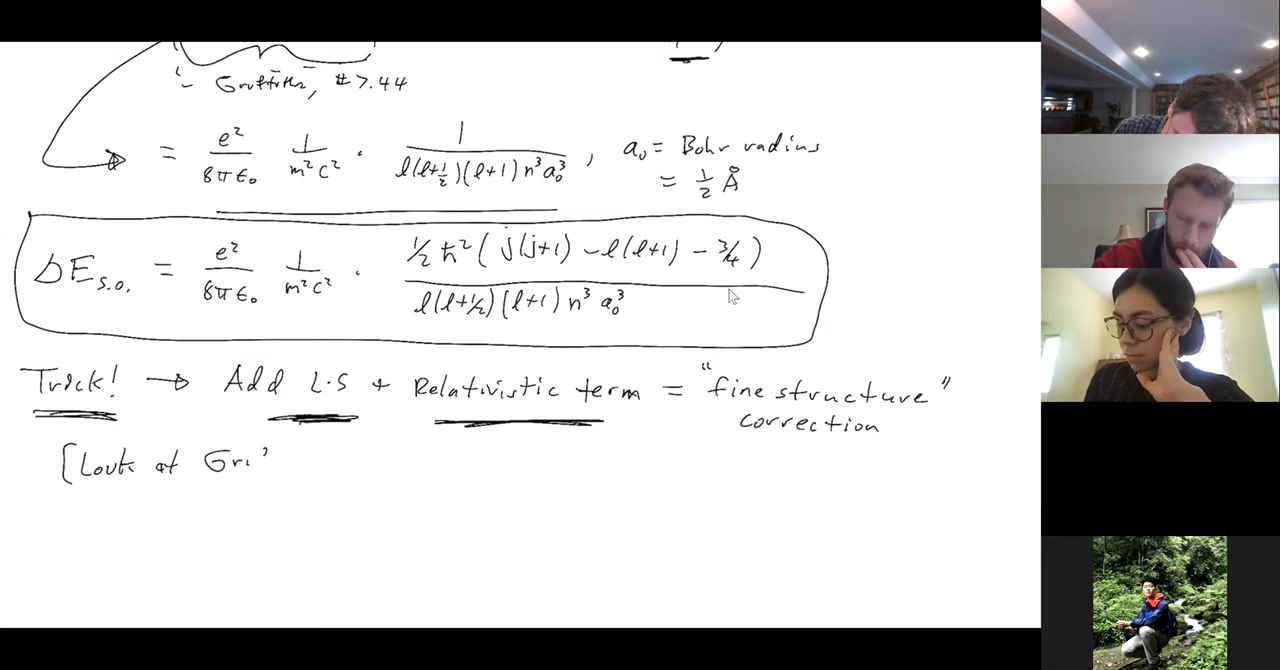 Griffiths, #7.44
= e²/8πε₀ 1/m²c² · 1/l(l+½)(l+1)n³a₀³ , a₀ = Bohr radius
= ½ Å
ΔE_s.o. = e²/8πε₀ 1/m²c² · ½ħ²(j(j+1) - l(l+1) - ¾)/l(l+½)(l+1)n³a₀³
Trick! → Add L·S + Relativistic term = "fine structure"
correction
[Look at Gri